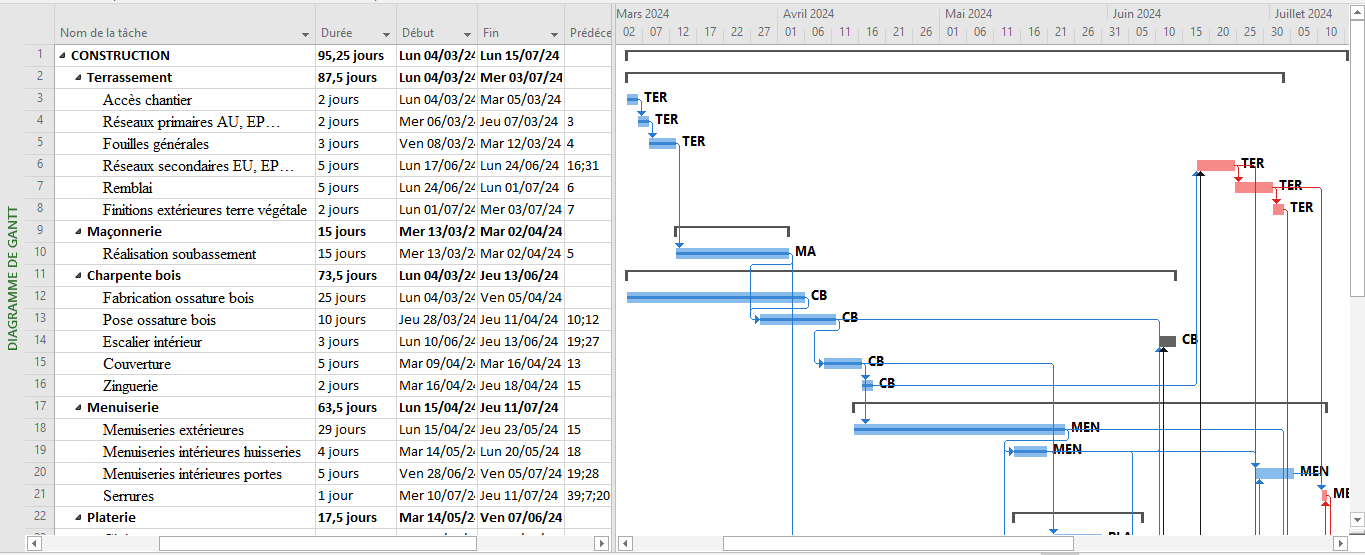 Mars 2024 Avril 2024 Mai 2024 Juin 2024 Juillet 2024
Nom de la tâche Durée Début Fin Prédéce
02 07 12 17 22 27 01 06 11 16 21 26 01 06 11 16 21 26 31 05 10 15 20 25 30 05 10
DIAGRAMME DE GANTT
1 CONSTRUCTION 95,25 jours Lun 04/03/24 Lun 15/07/24
2 Terrassement 87,5 jours Lun 04/03/24 Mer 03/07/24
3 Accès chantier 2 jours Lun 04/03/24 Mar 05/03/24 TER
4 Réseaux primaires AU, EP… 2 jours Mer 06/03/24 Jeu 07/03/24 3 TER
5 Fouilles générales 3 jours Ven 08/03/24 Mar 12/03/24 4 TER
6 Réseaux secondaires EU, EP… 5 jours Lun 17/06/24 Lun 24/06/24 16;31 TER
7 Remblai 5 jours Lun 24/06/24 Lun 01/07/24 6 TER
8 Finitions extérieures terre végétale 2 jours Lun 01/07/24 Mer 03/07/24 7 TER
9 Maçonnerie 15 jours Mer 13/03/2 Mar 02/04/24
10 Réalisation soubassement 15 jours Mer 13/03/24 Mar 02/04/24 5 MA
11 Charpente bois 73,5 jours Lun 04/03/24 Jeu 13/06/24
12 Fabrication ossature bois 25 jours Lun 04/03/24 Ven 05/04/24 CB
13 Pose ossature bois 10 jours Jeu 28/03/24 Jeu 11/04/24 10;12 CB
14 Escalier intérieur 3 jours Lun 10/06/24 Jeu 13/06/24 19;27 CB
15 Couverture 5 jours Mar 09/04/24 Mar 16/04/24 13 CB
16 Zinguerie 2 jours Mar 16/04/24 Jeu 18/04/24 15 CB
17 Menuiserie 63,5 jours Lun 15/04/24 Jeu 11/07/24
18 Menuiseries extérieures 29 jours Lun 15/04/24 Jeu 23/05/24 15 MEN
19 Menuiseries intérieures huisseries 4 jours Mar 14/05/24 Lun 20/05/24 18 MEN
20 Menuiseries intérieures portes 5 jours Ven 28/06/24 Ven 05/07/24 19;28 MEN
21 Serrures 1 jour Mer 10/07/24 Jeu 11/07/24 39;7;20 ME
22 Platerie 17,5 jours Mar 14/05/24 Ven 07/06/24